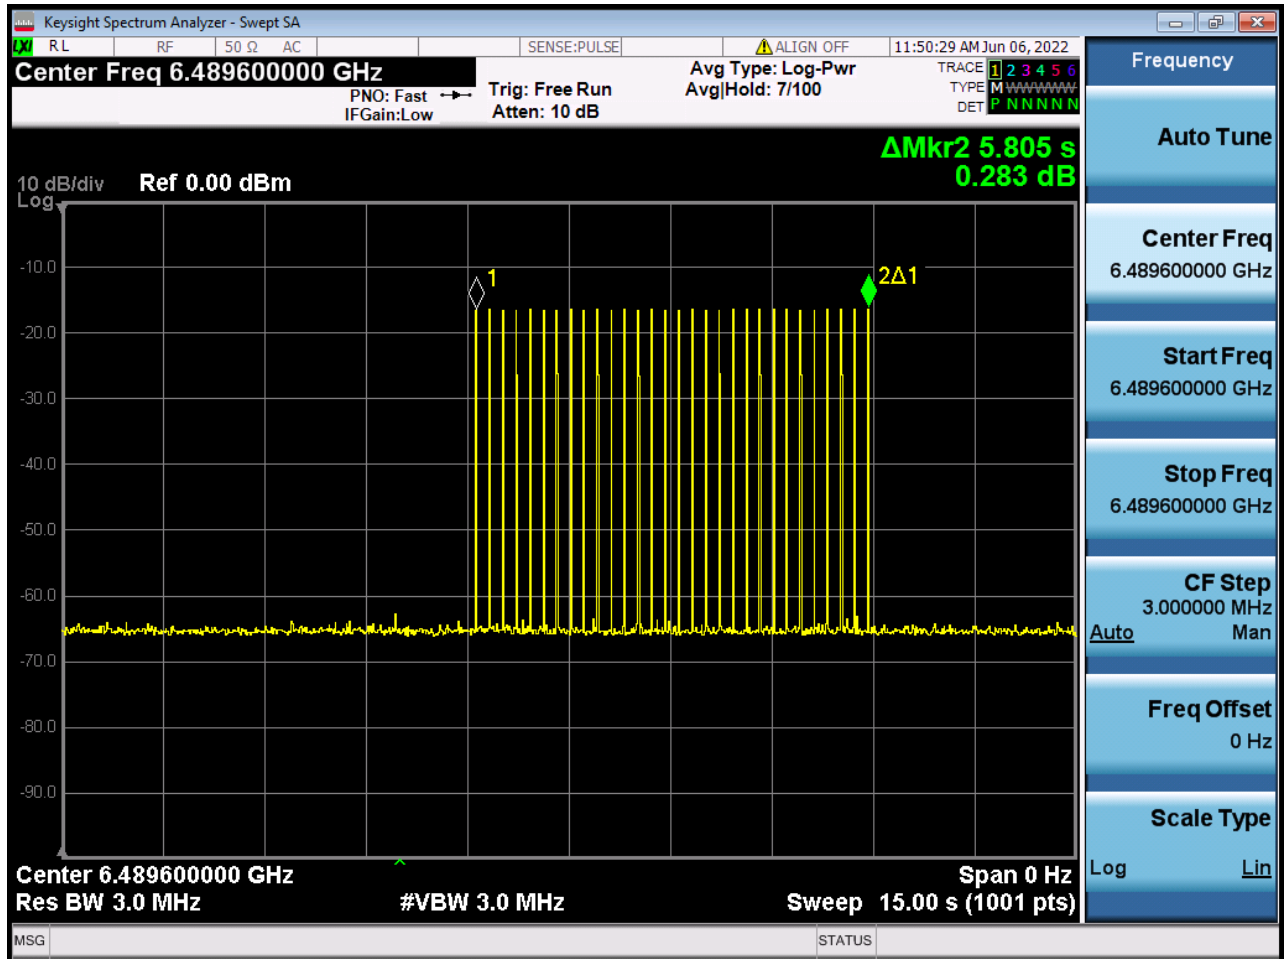 Keysight Spectrum Analyzer - Swept SA
LXI RL RF 50 Ω AC SENSE:PULSE ALIGN OFF 11:50:29 AM Jun 06, 2022
Center Freq 6.489600000 GHz
PNO: Fast
IFGain:Low
Trig: Free Run
Atten: 10 dB
Avg Type: Log-Pwr
Avg|Hold: 7/100
TRACE 1 2 3 4 5 6
TYPE M W W W W W
DET P N N N N N
ΔMkr2 5.805 s
0.283 dB
10 dB/div Ref 0.00 dBm
Log
-10.0
-20.0
-30.0
-40.0
-50.0
-60.0
-70.0
-80.0
-90.0
1
2Δ1
Center 6.489600000 GHz Span 0 Hz
Res BW 3.0 MHz #VBW 3.0 MHz Sweep 15.00 s (1001 pts)
MSG STATUS
Frequency
Auto Tune
Center Freq
6.489600000 GHz
Start Freq
6.489600000 GHz
Stop Freq
6.489600000 GHz
CF Step
3.000000 MHz
Auto Man
Freq Offset
0 Hz
Scale Type
Log Lin